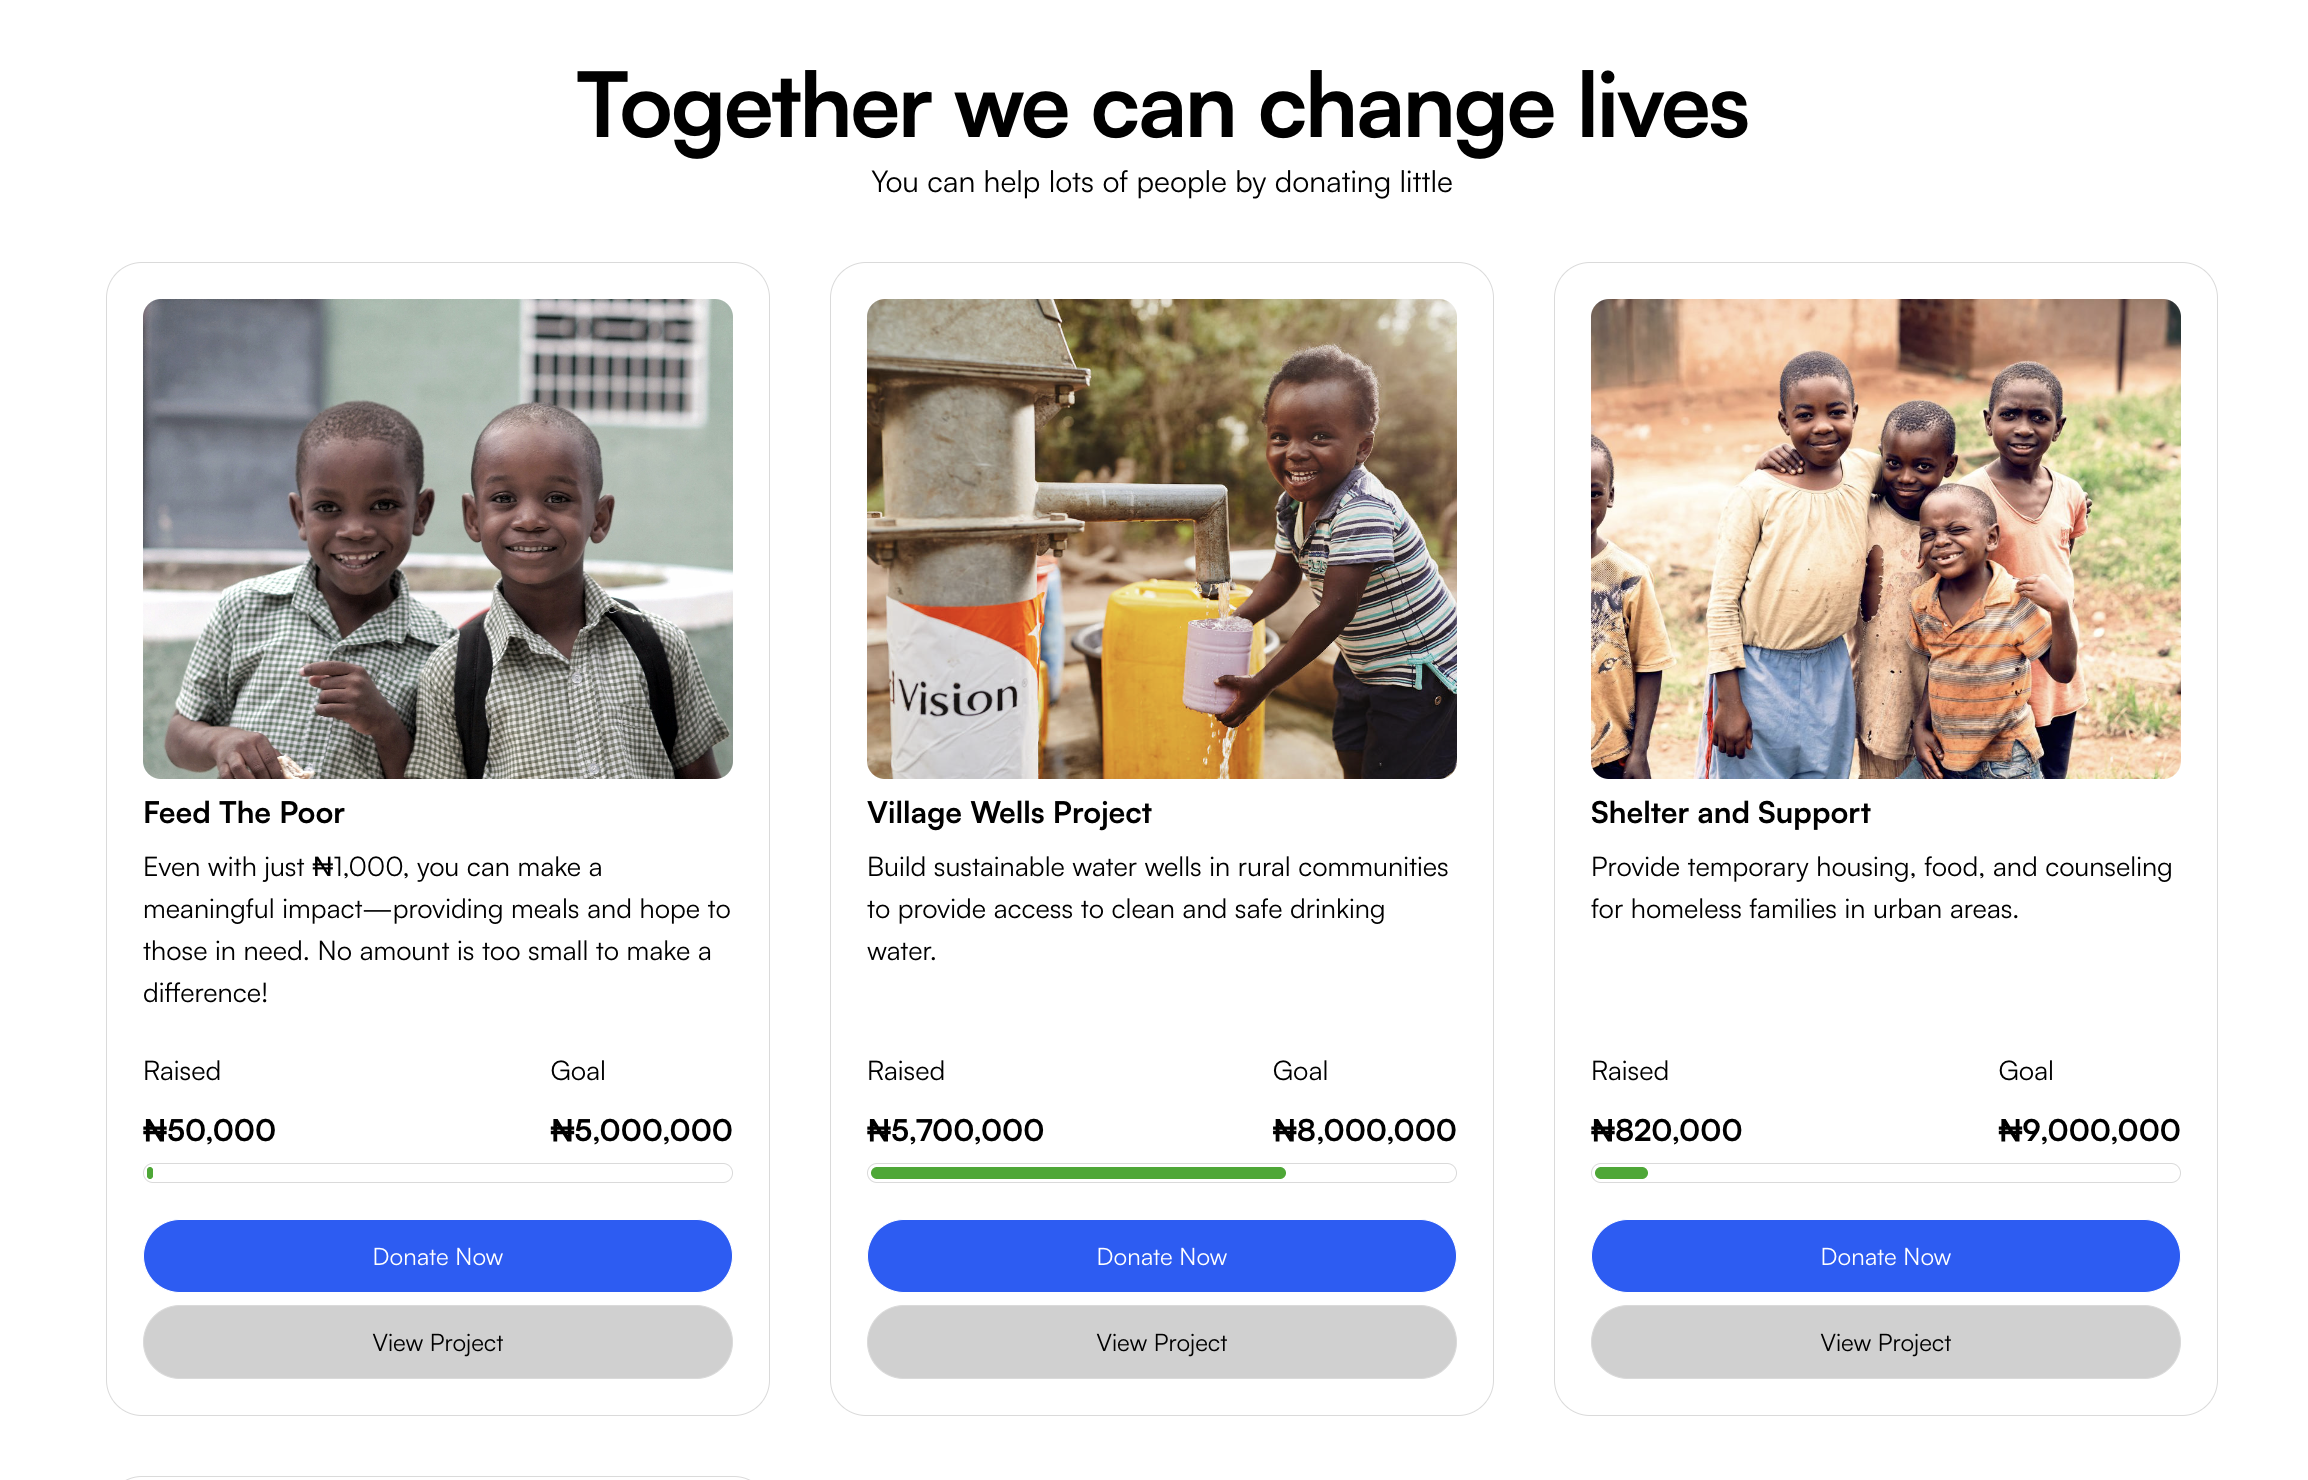 Together we can change lives
You can help lots of people by donating little
Vision
Feed The Poor
Even with just ₦1,000, you can make a
meaningful impact—providing meals and hope to
those in need. No amount is too small to make a
difference!
Raised
Goal
₦50,000
₦5,000,000
Donate Now
View Project
Village Wells Project
Build sustainable water wells in rural communities
to provide access to clean and safe drinking
water.
Raised
Goal
₦5,700,000
₦8,000,000
Donate Now
View Project
Shelter and Support
Provide temporary housing, food, and counseling
for homeless families in urban areas.
Raised
Goal
₦820,000
₦9,000,000
Donate Now
View Project